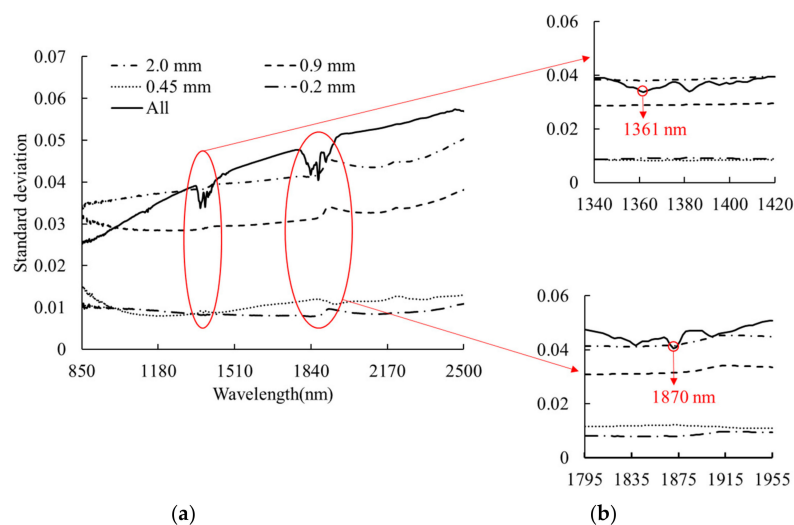 0.07
0.06
0.05
0.04
0.03
0.02
0.01
0
Standard deviation
2.0 mm
0.9 mm
0.45 mm
0.2 mm
All
850 1180 1510 1840 2170 2500
Wavelength(nm)
(a)
0.06
0.04
0.02
0
1361 nm
1340 1360 1380 1400 1420
0.06
0.04
0.02
0
1870 nm
1795 1835 1875 1915 1955
(b)